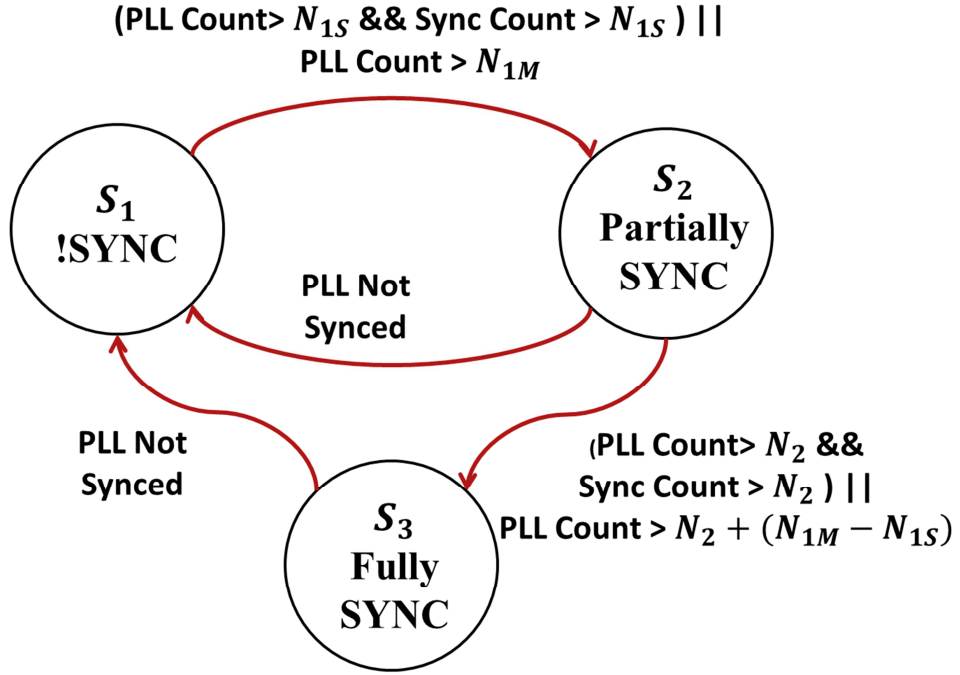 (PLL Count> N1S && Sync Count > N1S ) ||
PLL Count > N1M
S1
!SYNC
S2
Partially
SYNC
PLL Not
Synced
PLL Not
Synced
(PLL Count> N2 &&
Sync Count > N2 ) ||
PLL Count > N2 + (N1M − N1S)
S3
Fully
SYNC